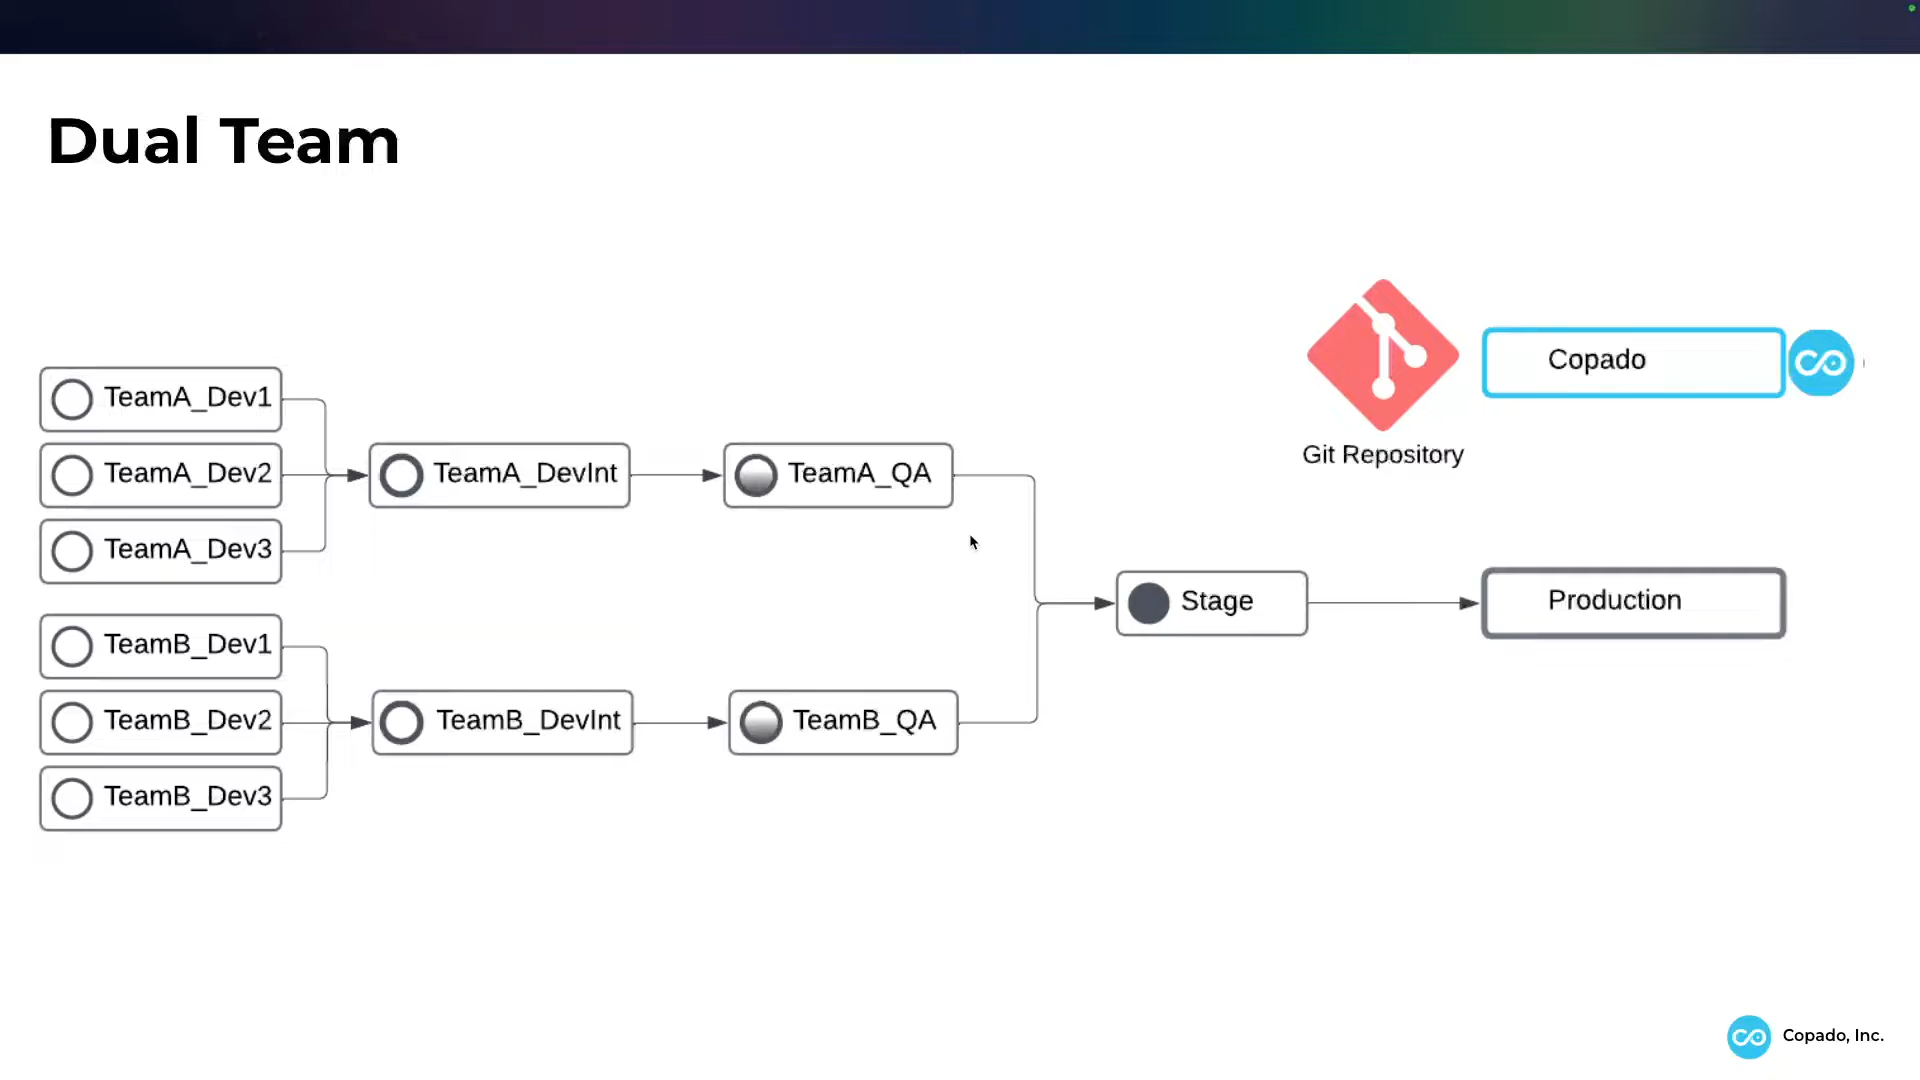 Dual Team
Copado
Git Repository
TeamA_Dev1
TeamA_Dev2
TeamA_Dev3
TeamA_DevInt
TeamA_QA
TeamB_Dev1
TeamB_Dev2
TeamB_Dev3
TeamB_DevInt
TeamB_QA
Stage
Production
Copado, Inc.